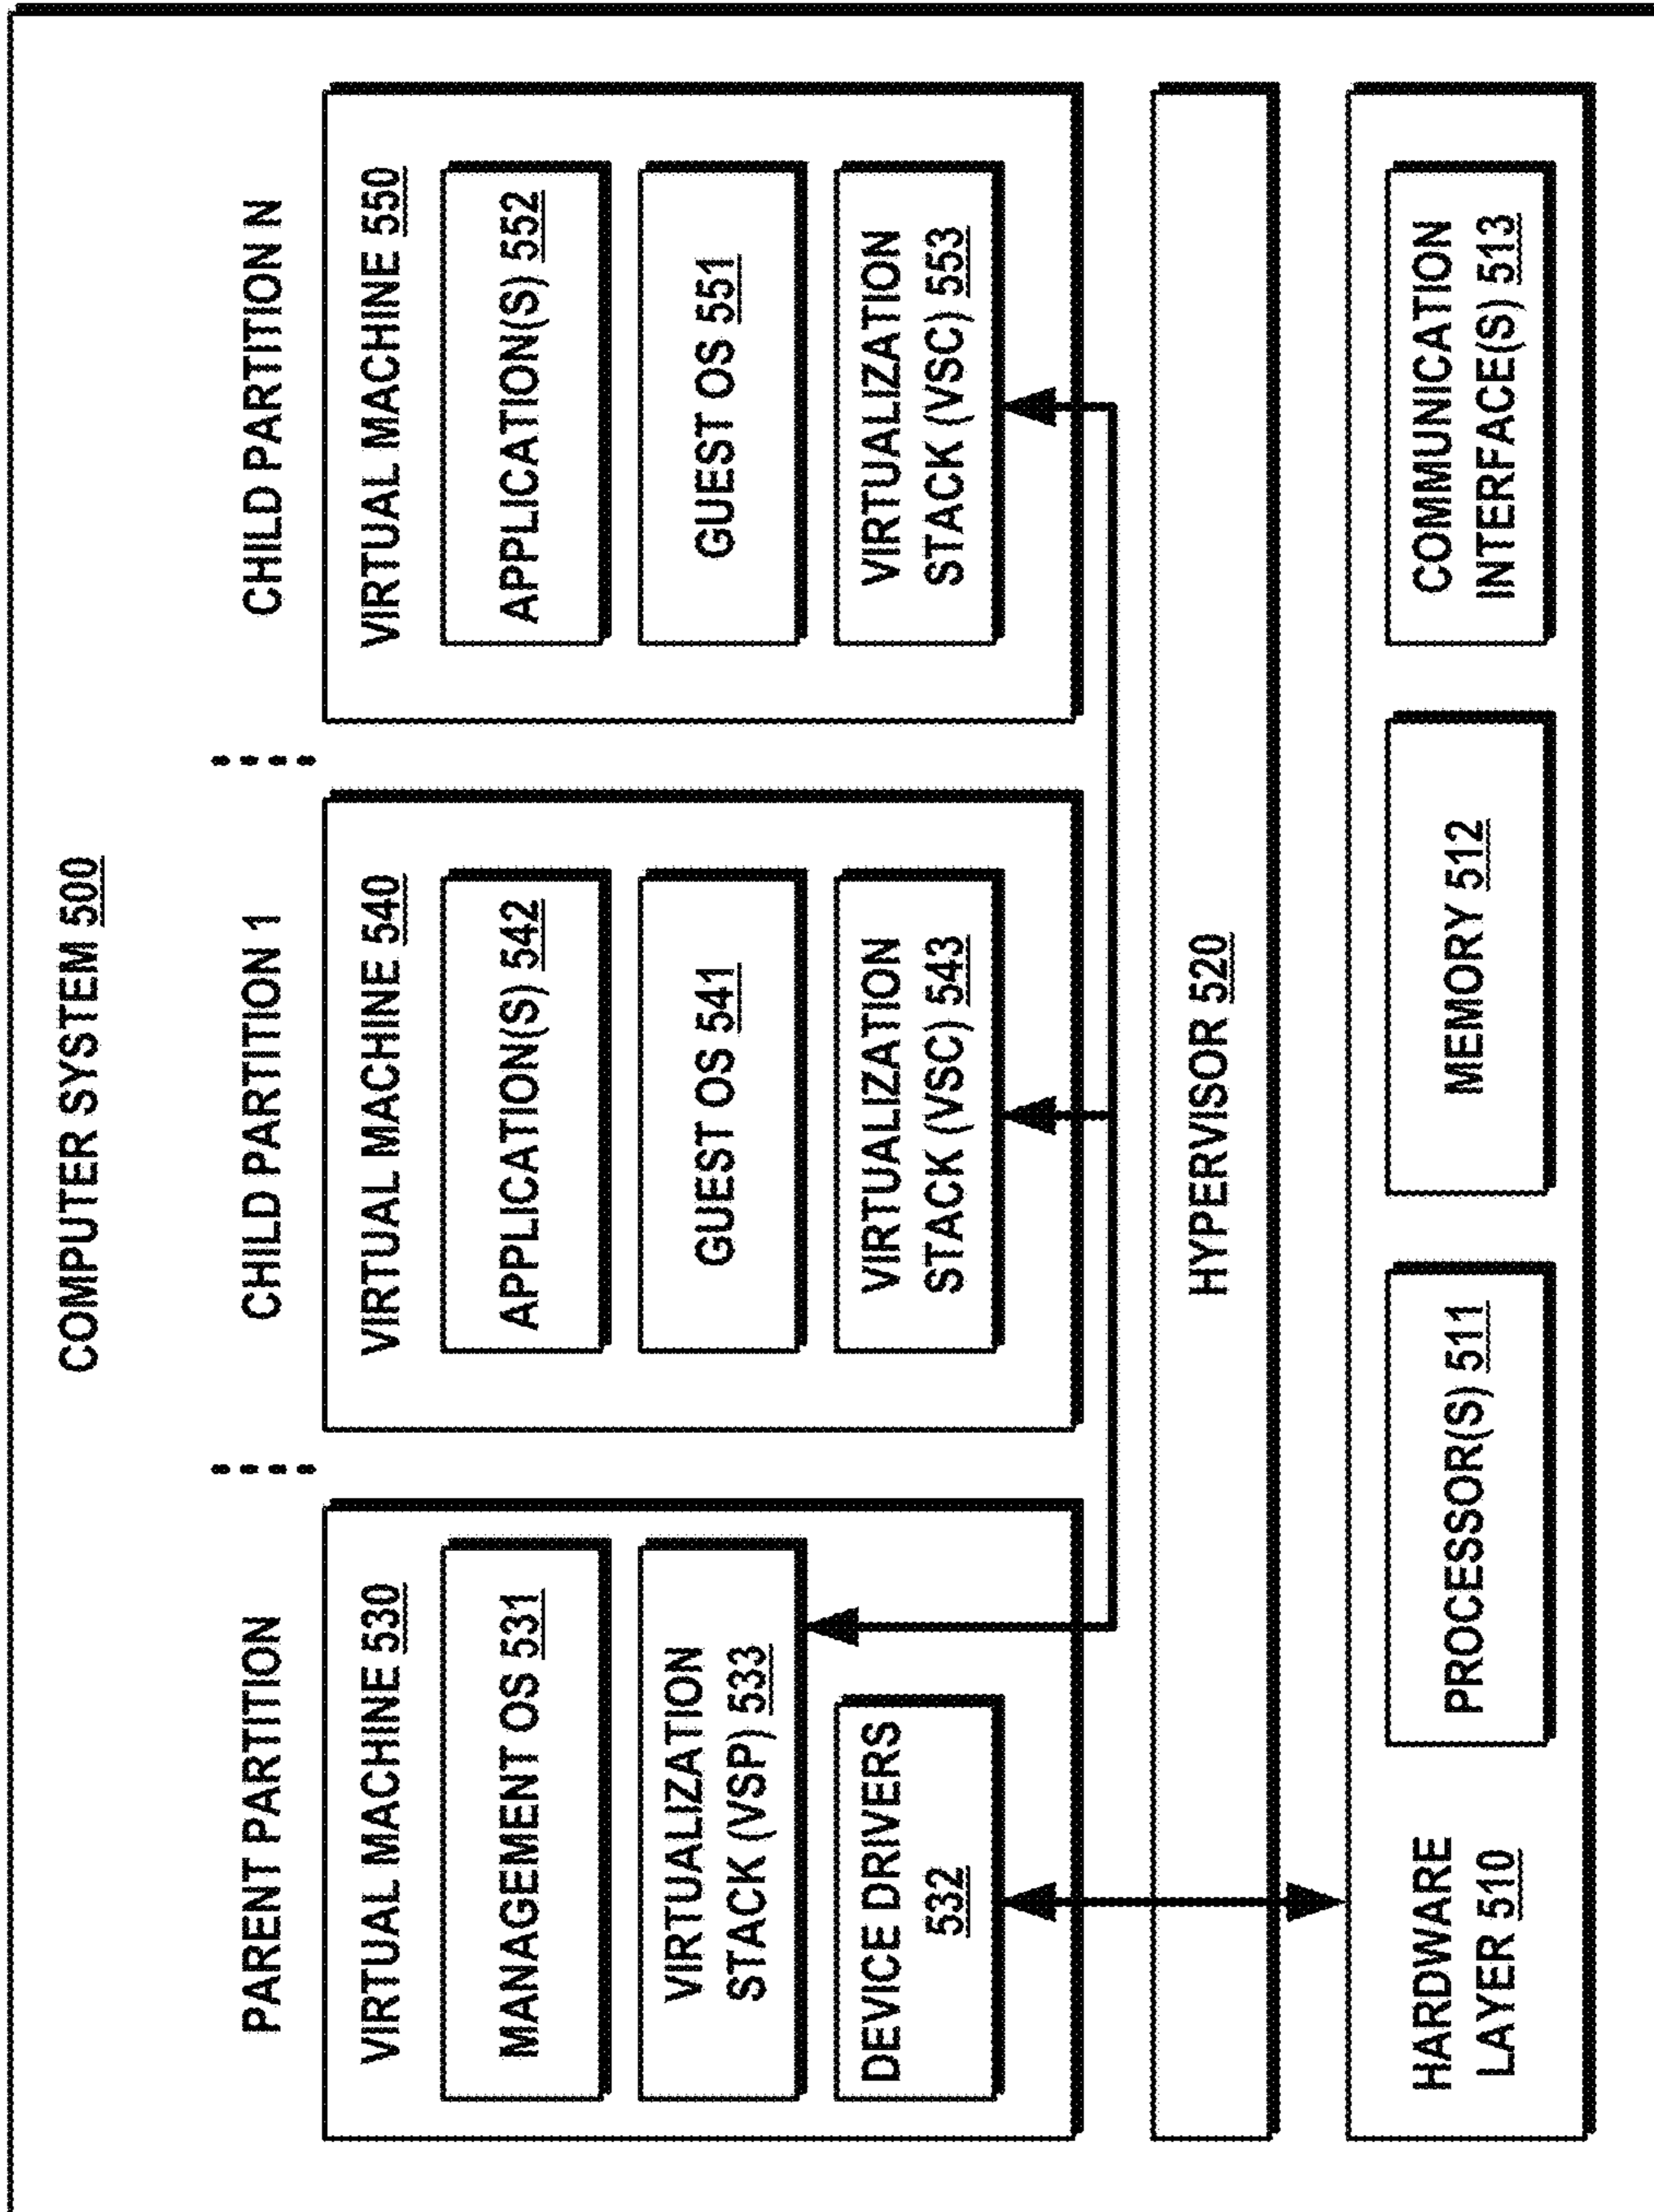 COMPUTER SYSTEM 500
PARENT PARTITION
VIRTUAL MACHINE 530
MANAGEMENT OS 531
VIRTUALIZATION
STACK (VSP) 533
DEVICE DRIVERS
532
CHILD PARTITION 1
VIRTUAL MACHINE 540
APPLICATION(S) 542
GUEST OS 541
VIRTUALIZATION
STACK (VSC) 543
CHILD PARTITION N
VIRTUAL MACHINE 550
APPLICATION(S) 552
GUEST OS 551
VIRTUALIZATION
STACK (VSC) 553
HYPERVISOR 520
HARDWARE
LAYER 510
PROCESSOR(S) 511
MEMORY 512
COMMUNICATION
INTERFACE(S) 513